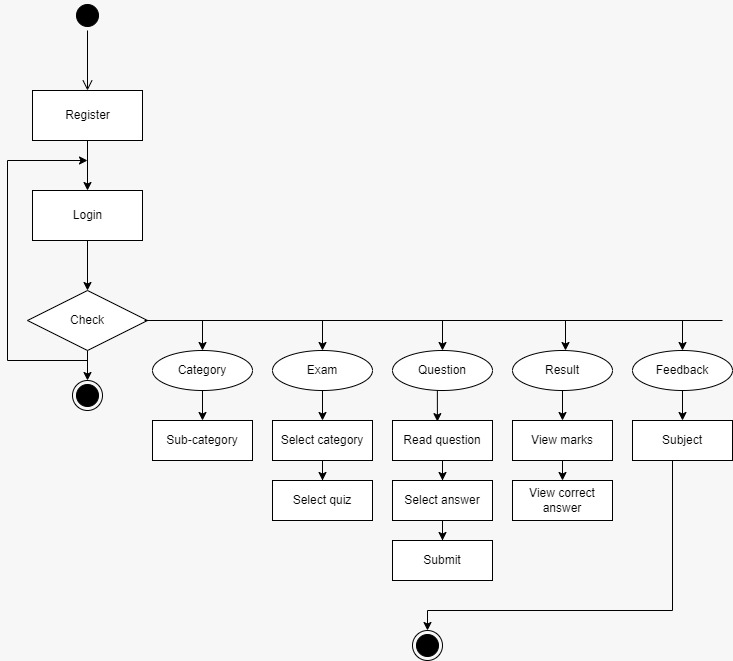 Register
Login
Check
Category
Exam
Question
Result
Feedback
Sub-category
Select category
Read question
View marks
Subject
Select quiz
Select answer
View correct
answer
Submit